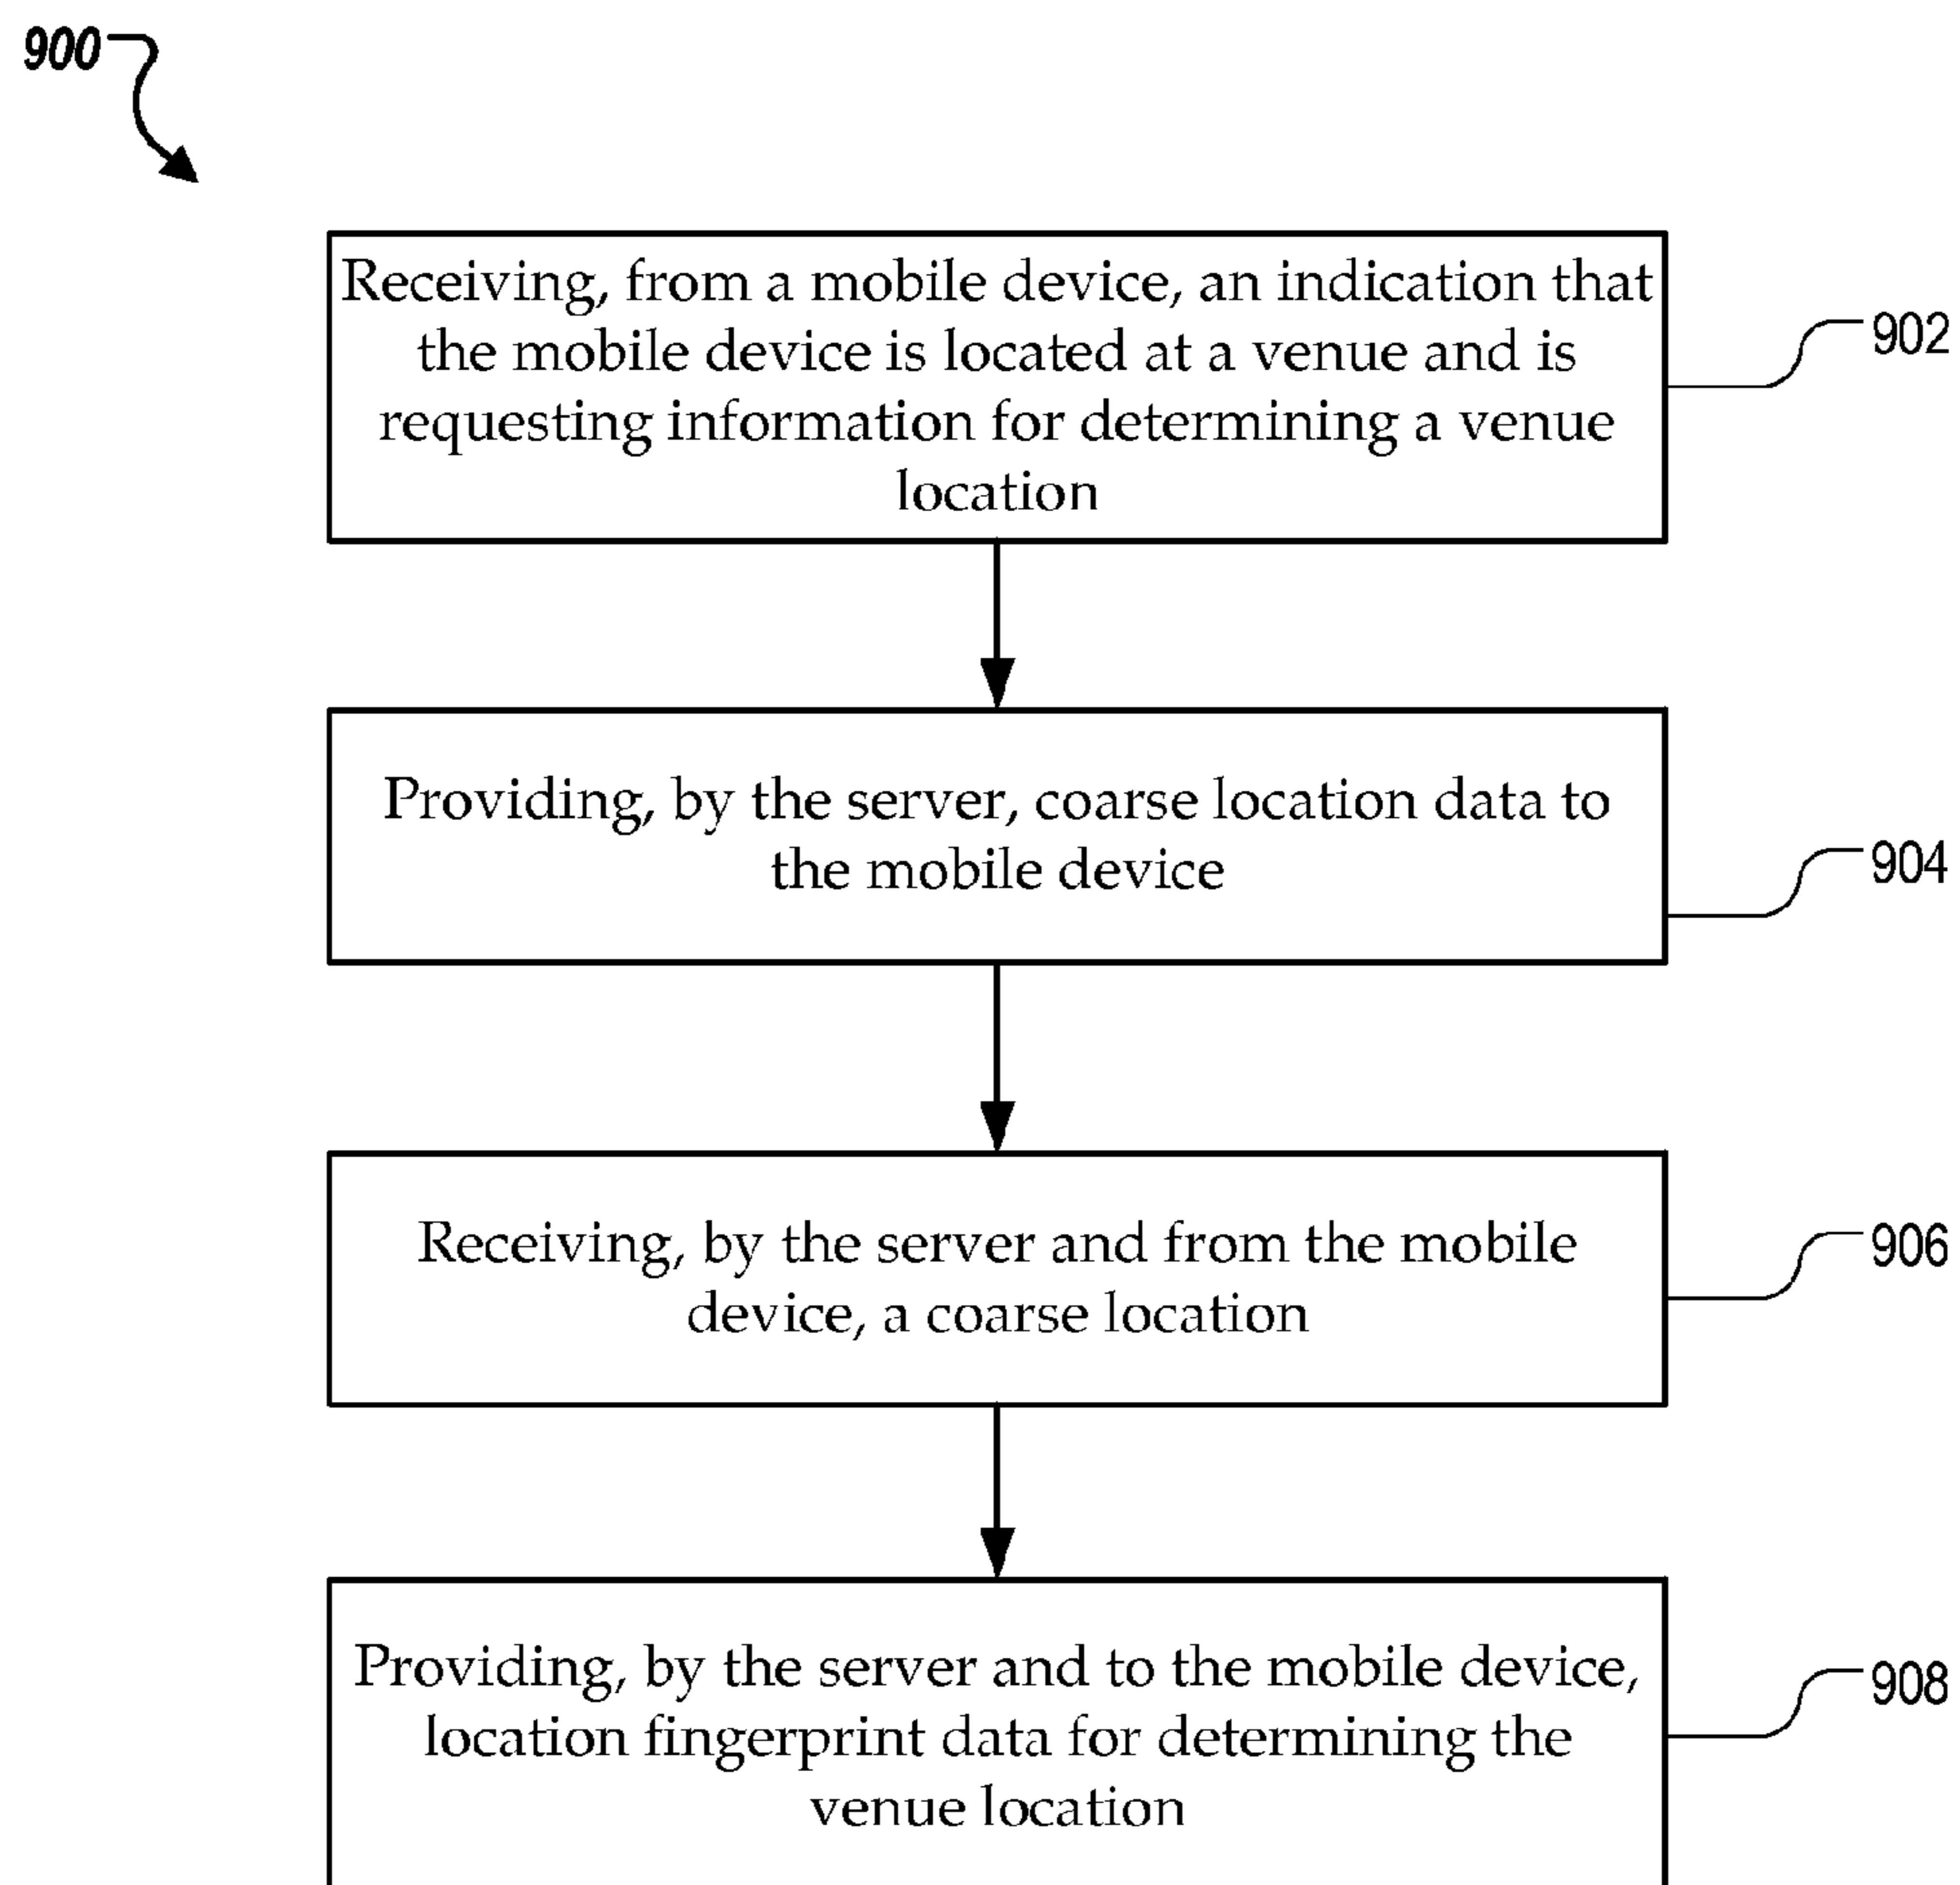 900
Receiving, from a mobile device, an indication that
the mobile device is located at a venue and is
requesting information for determining a venue
location
902
Providing, by the server, coarse location data to
the mobile device
904
Receiving, by the server and from the mobile
device, a coarse location
906
Providing, by the server and to the mobile device,
location fingerprint data for determining the
venue location
908